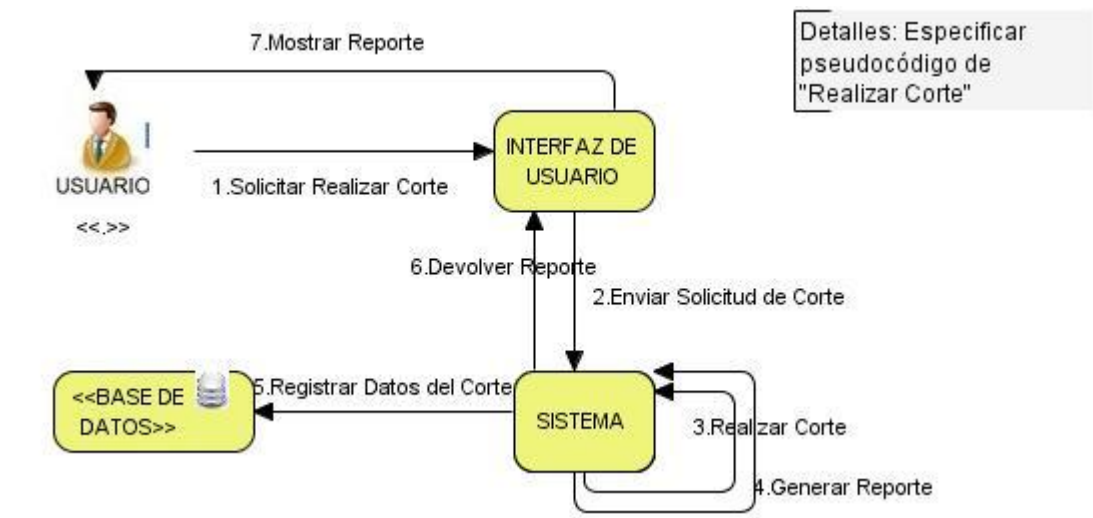 7.Mostrar Reporte
Detalles: Especificar
pseudocódigo de
"Realizar Corte"
INTERFAZ DE
USUARIO
USUARIO
1.Solicitar Realizar Corte
<<.>>
6.Devolver Reporte
2.Enviar Solicitud de Corte
<<BASE DE
DATOS>>
5.Registrar Datos del Corte
SISTEMA
3.Realizar Corte
4.Generar Reporte